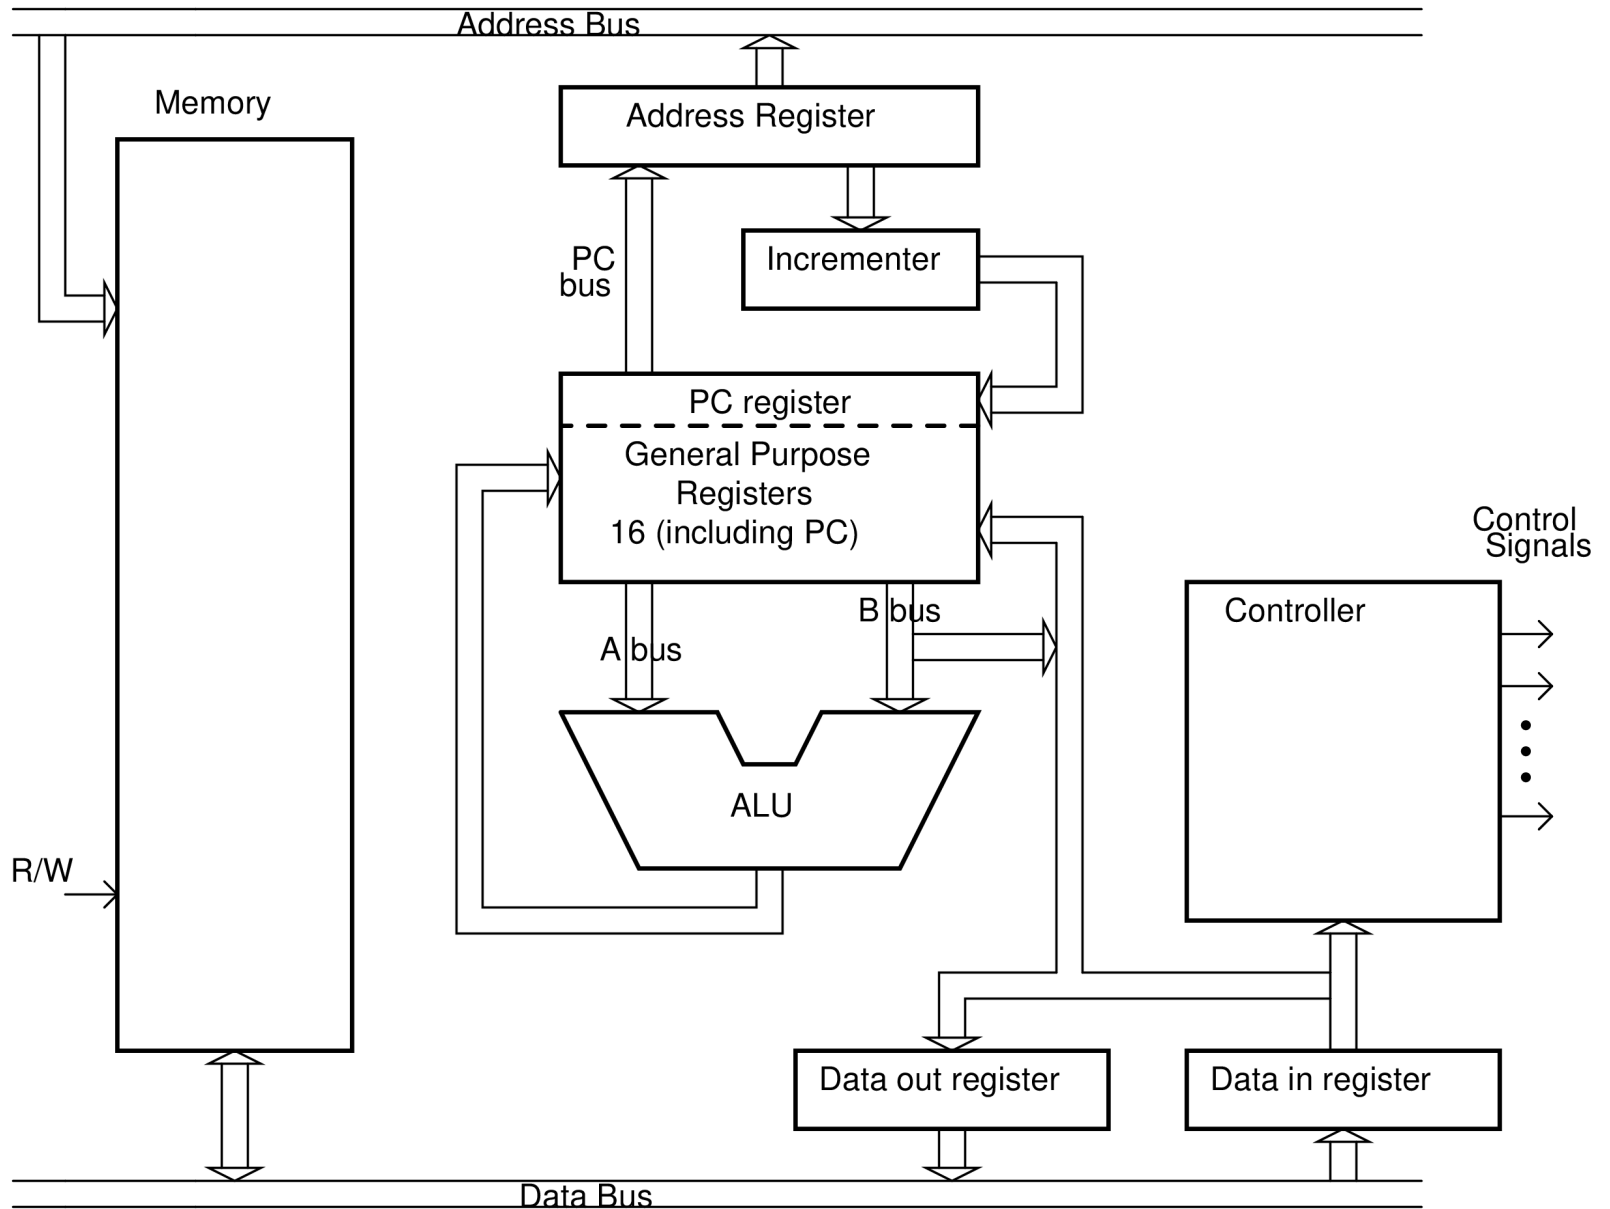 Address Bus
Memory
Address Register
PC
bus
Incrementer
PC register
General Purpose
Registers
16 (including PC)
Control
Signals
B bus
Controller
A bus
ALU
R/W
Data out register
Data in register
Data Bus